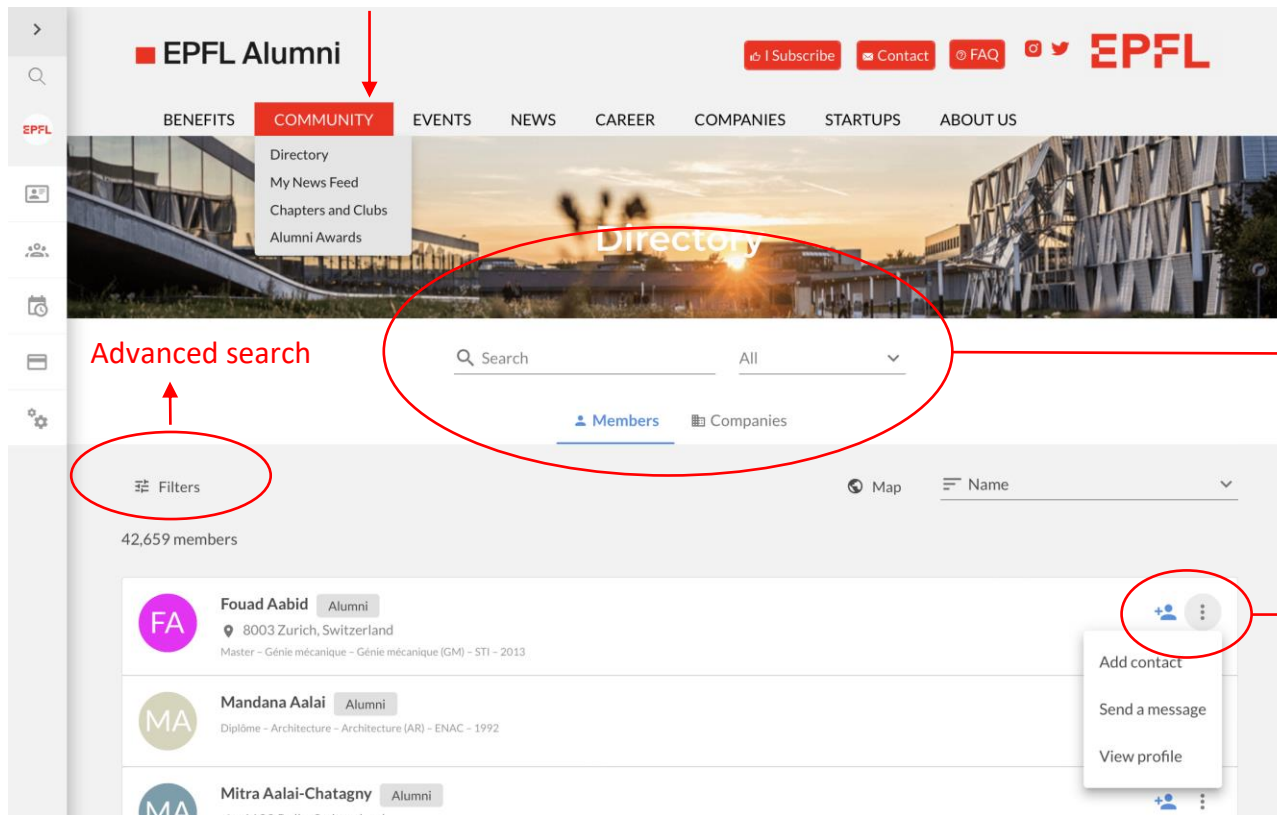 EPFL Alumni
I Subscribe
Contact
FAQ
EPFL
EPFL
BENEFITS COMMUNITY EVENTS NEWS CAREER COMPANIES STARTUPS ABOUT US
Directory
My News Feed
Chapters and Clubs
Alumni Awards
Directory
Advanced search
Search
All
Members
Companies
Filters
Map
Name
42,659 members
FA
Fouad Aabid Alumni
8003 Zurich, Switzerland
Master – Génie mécanique – Génie mécanique (GM) – STI – 2013
Add contact
Send a message
View profile
MA
Mandana Aalai Alumni
Diplôme – Architecture – Architecture (AR) – ENAC – 1992
MA
Mitra Aalai-Chatagny Alumni